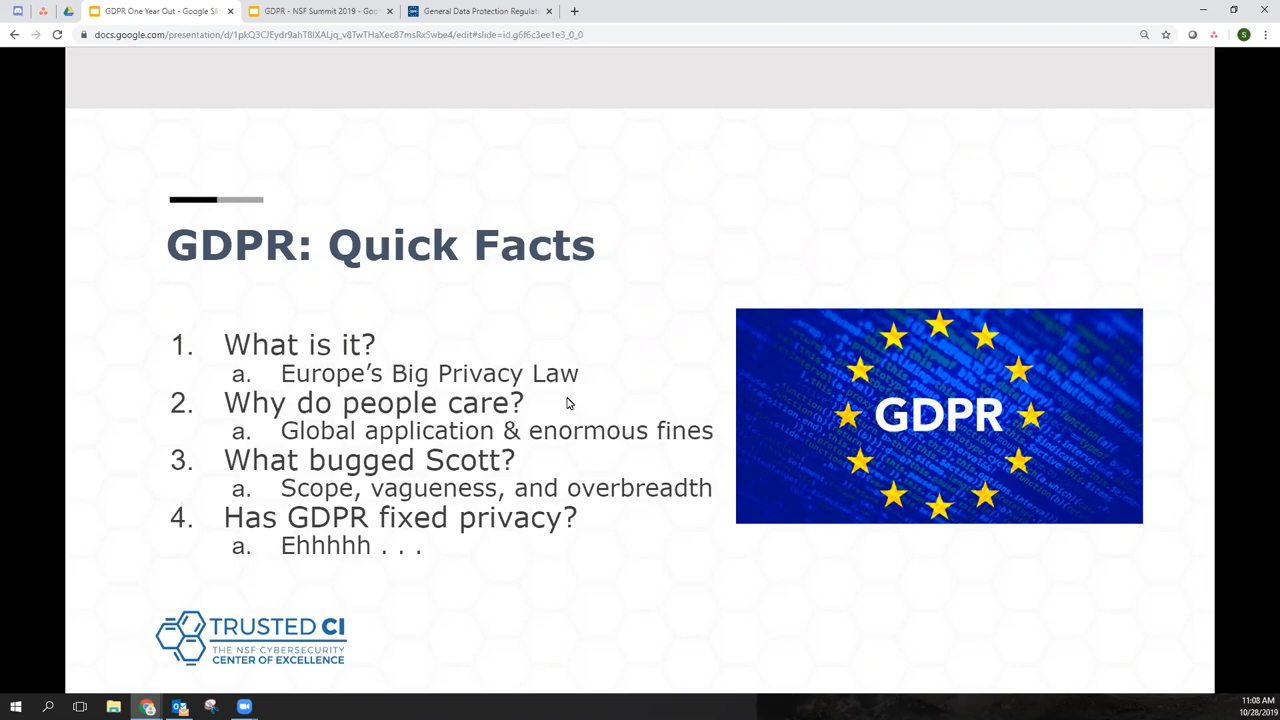 GDPR One Year Out - Google Sli
GDPR - NSF Summit 2019 - Goo
General Data Protection Regulati
docs.google.com/presentation/d/1pkQ3CJEydr9ahT8IXALjq_v8TwTHaXec87msRxSwbe4/edit#slide=id.g6f6c3ee1e3_0_0
S
GDPR: Quick Facts
1. What is it?
a. Europe's Big Privacy Law
2. Why do people care?
a. Global application & enormous fines
3. What bugged Scott?
a. Scope, vagueness, and overbreadth
4. Has GDPR fixed privacy?
a. Ehhhhh . . .
GDPR
TRUSTED CI
THE NSF CYBERSECURITY
CENTER OF EXCELLENCE
11:08 AM
10/28/2019